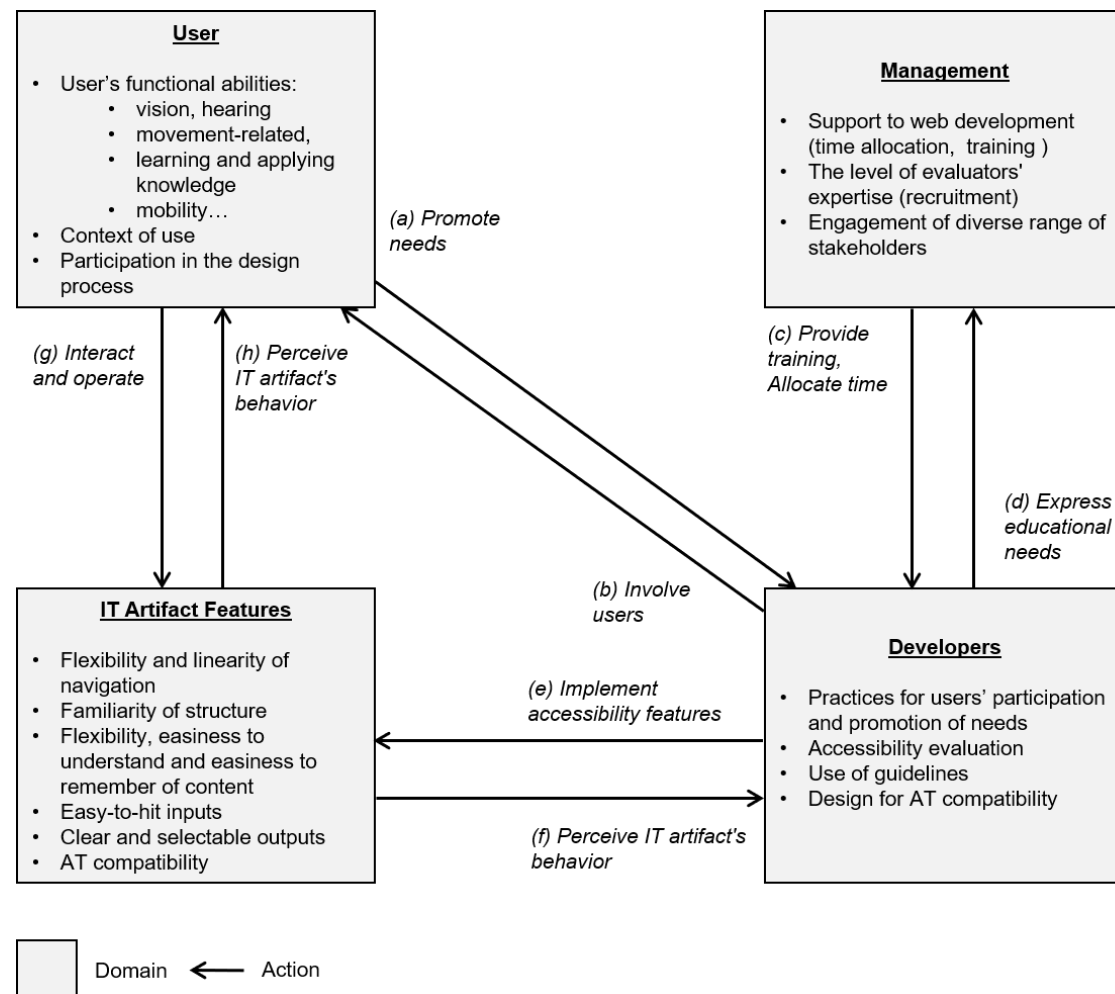 User
• User's functional abilities:
• vision, hearing
• movement-related,
• learning and applying
knowledge
• mobility…
• Context of use
• Participation in the design
process
Management
• Support to web development
(time allocation, training )
• The level of evaluators'
expertise (recruitment)
• Engagement of diverse range of
stakeholders
(a) Promote
needs
(g) Interact
and operate
(h) Perceive
IT artifact's
behavior
(c) Provide
training,
Allocate time
(d) Express
educational
needs
(b) Involve
users
IT Artifact Features
• Flexibility and linearity of
navigation
• Familiarity of structure
• Flexibility, easiness to
understand and easiness to
remember of content
• Easy-to-hit inputs
• Clear and selectable outputs
• AT compatibility
(e) Implement
accessibility features
(f) Perceive IT artifact's
behavior
Developers
• Practices for users’ participation
and promotion of needs
• Accessibility evaluation
• Use of guidelines
• Design for AT compatibility
Domain
Action